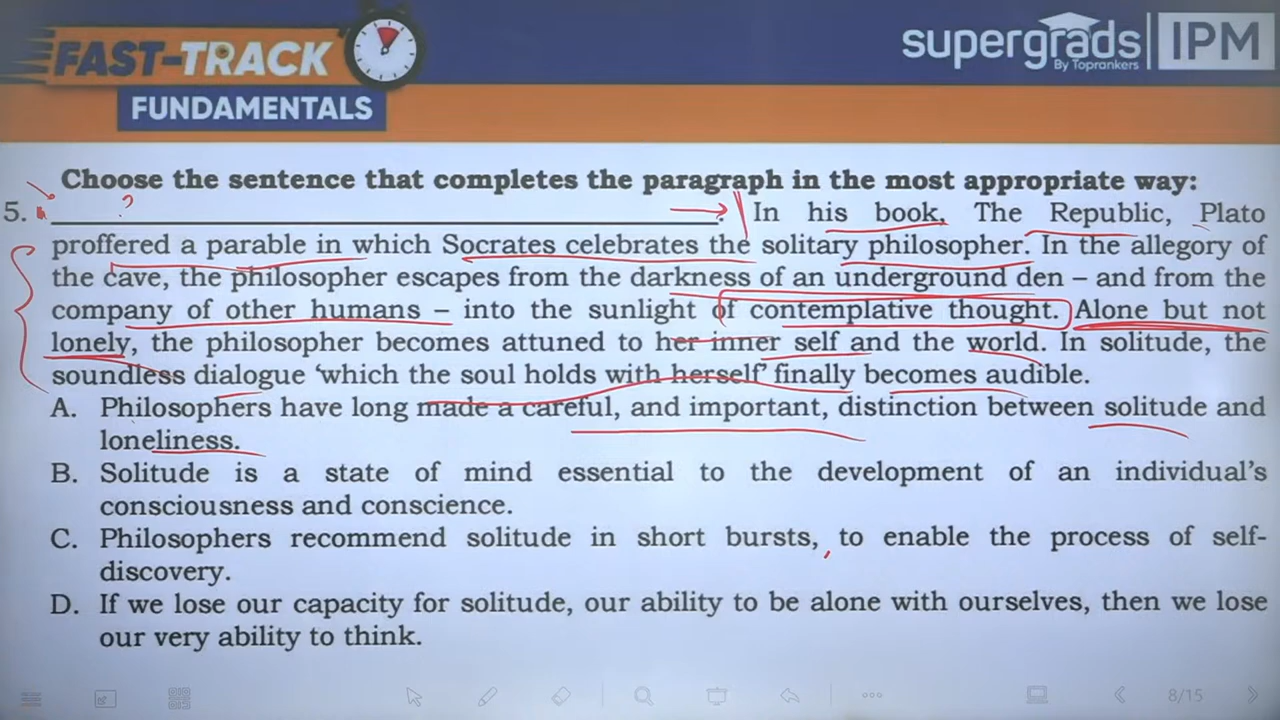 FAST-TRACK
FUNDAMENTALS
supergrads IPM
By Toprankers
Choose the sentence that completes the paragraph in the most appropriate way:
5. ____________________. In his book, The Republic, Plato
proffered a parable in which Socrates celebrates the solitary philosopher. In the allegory of
the cave, the philosopher escapes from the darkness of an underground den – and from the
company of other humans – into the sunlight of contemplative thought. Alone but not
lonely, the philosopher becomes attuned to her inner self and the world. In solitude, the
soundless dialogue ‘which the soul holds with herself’ finally becomes audible.
A. Philosophers have long made a careful, and important, distinction between solitude and
loneliness.
B. Solitude is a state of mind essential to the development of an individual’s
consciousness and conscience.
C. Philosophers recommend solitude in short bursts, to enable the process of self-
discovery.
D. If we lose our capacity for solitude, our ability to be alone with ourselves, then we lose
our very ability to think.
8/15